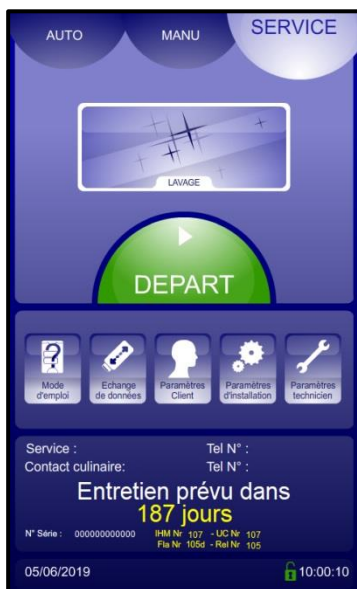 AUTO MANU SERVICE
LAVAGE
DEPART
Mode d'emploi
Echange de données
Paramètres Client
Paramètres d'installation
Paramètres technicien
Service : Tel N° :
Contact culinaire: Tel N° :
Entretien prévu dans
187 jours
N° Série : 000000000000 IHM Nr 107 - UC Nr 107
Fla Nr 105d - Rel Nr 105
05/06/2019 10:00:10